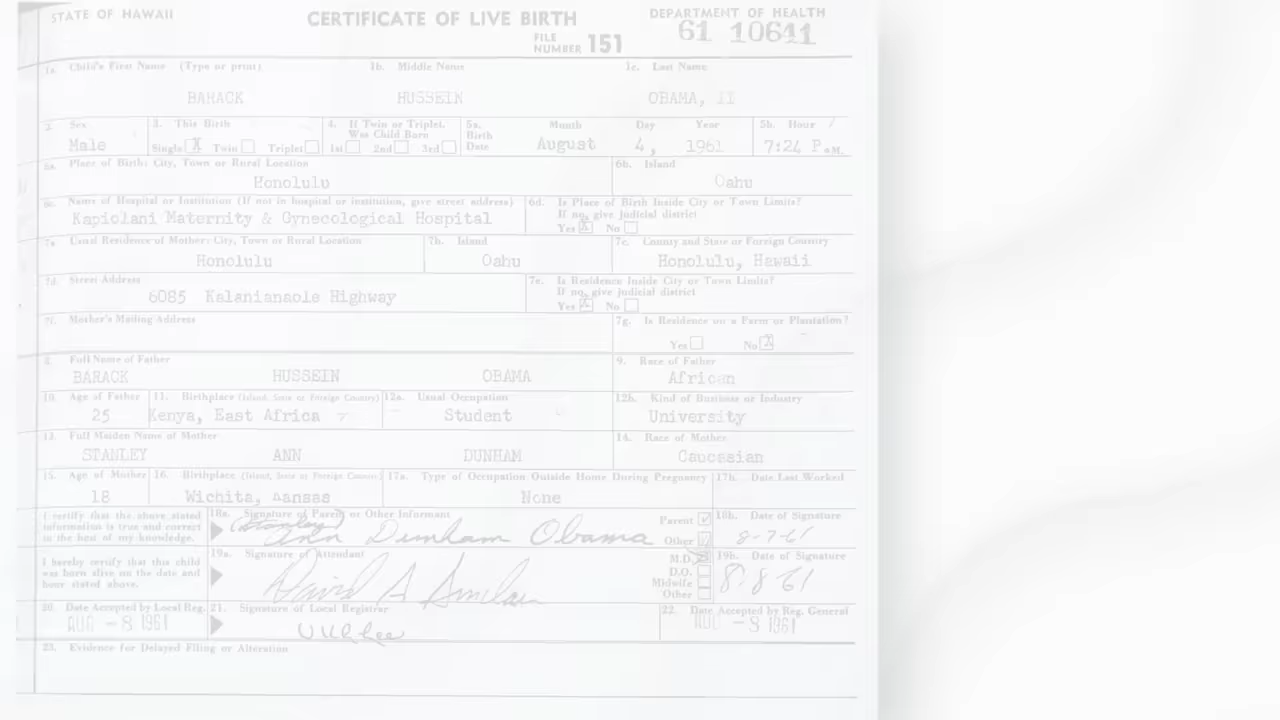 STATE OF HAWAII
CERTIFICATE OF LIVE BIRTH
DEPARTMENT OF HEALTH
FILE NUMBER 151
61 10641
1a. Child's First Name (Type or print)
1b. Middle Name
1c. Last Name
BARACK
HUSSEIN
OBAMA, II
2. Sex
Male
3. This Birth
Single X Twin Triplet
4. If Twin or Triplet,
Was Child Born
1st 2nd 3rd
5a. Birth Date
Month Day Year
August 4, 1961
5b. Hour
7:24 P.M.
6a. Place of Birth: City, Town or Rural Location
Honolulu
6b. Island
Oahu
6c. Name of Hospital or Institution (If not in hospital or institution, give street address)
Kapiolani Maternity & Gynecological Hospital
6d. Is Place of Birth Inside City or Town Limits?
If no, give judicial district
Yes X No
7a. Usual Residence of Mother: City, Town or Rural Location
Honolulu
7b. Island
Oahu
7c. County and State or Foreign Country
Honolulu, Hawaii
7d. Street Address
6085 Kalanianaole Highway
7e. Is Residence Inside City or Town Limits?
If no, give judicial district
Yes X No
7f. Mother's Mailing Address
7g. Is Residence on a Farm or Plantation?
Yes No X
8. Full Name of Father
BARACK HUSSEIN OBAMA
9. Race of Father
African
10. Age of Father
25
11. Birthplace (Island, State or Foreign Country)
Kenya, East Africa
12a. Usual Occupation
Student
12b. Kind of Business or Industry
University
13. Full Maiden Name of Mother
STANLEY ANN DUNHAM
14. Race of Mother
Caucasian
15. Age of Mother
18
16. Birthplace (Island, State or Foreign Country)
Wichita, Kansas
17a. Type of Occupation Outside Home During Pregnancy
None
17b. Date Last Worked
I certify that the above stated
information is true and correct
to the best of my knowledge.
18a. Signature of Parent or Other Informant
(Stanley) Ann Dunham Obama
Parent
Other
18b. Date of Signature
8-7-61
I hereby certify that this child
was born alive on the date and
hour stated above.
19a. Signature of Attendant
David A Sinclair
M.D. X
D.O.
Midwife
Other
19b. Date of Signature
8 8 61
20. Date Accepted by Local Reg.
AUG -8 1961
21. Signature of Local Registrar
U K L Lee
22. Date Accepted by Reg. General
AUG -8 1961
23. Evidence for Delayed Filing or Alteration